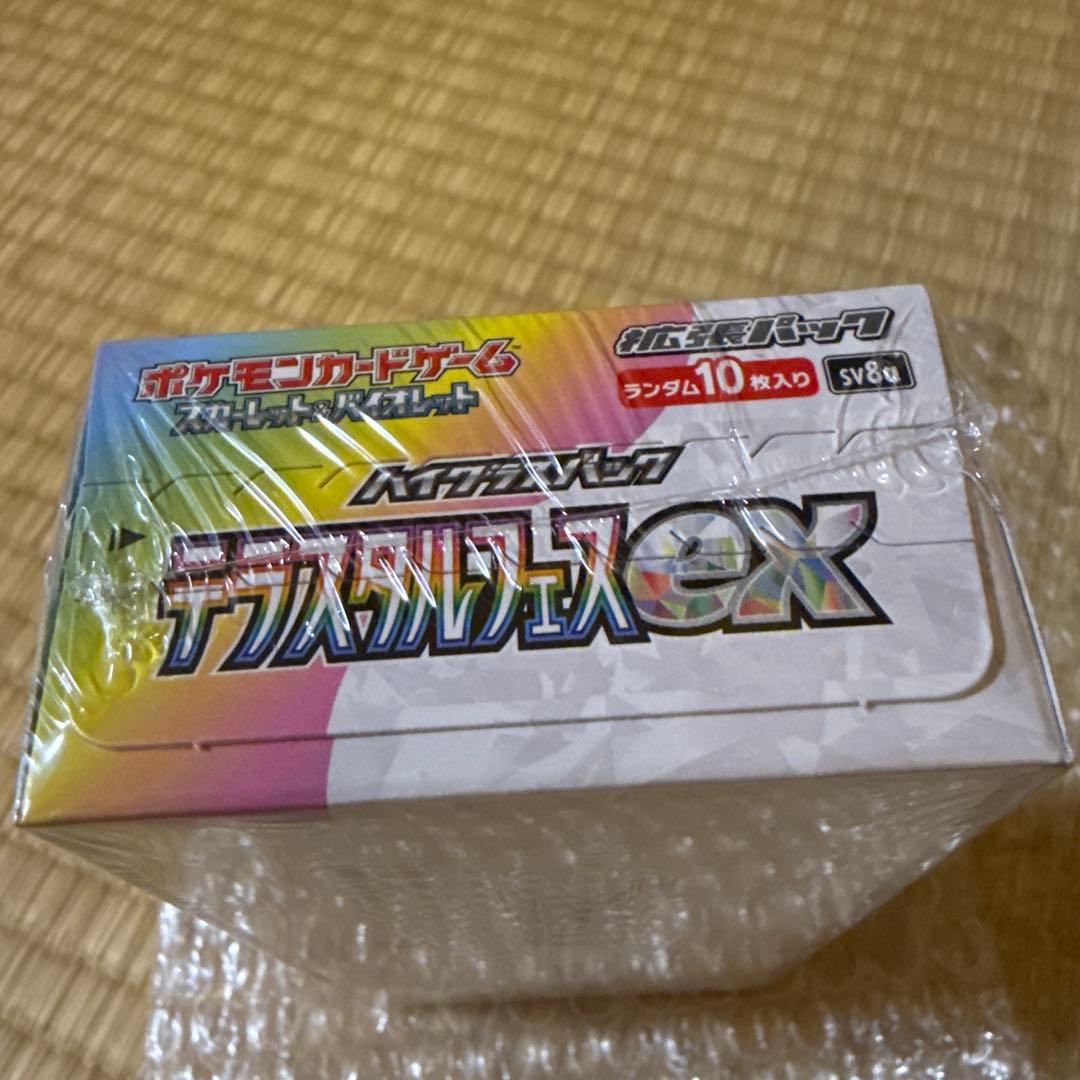 ポケモンカードゲーム
スカーレット&バイオレット
拡張パック
ランダム10枚入り
sv8a
ハイクラスパック
テラスタルフェスex